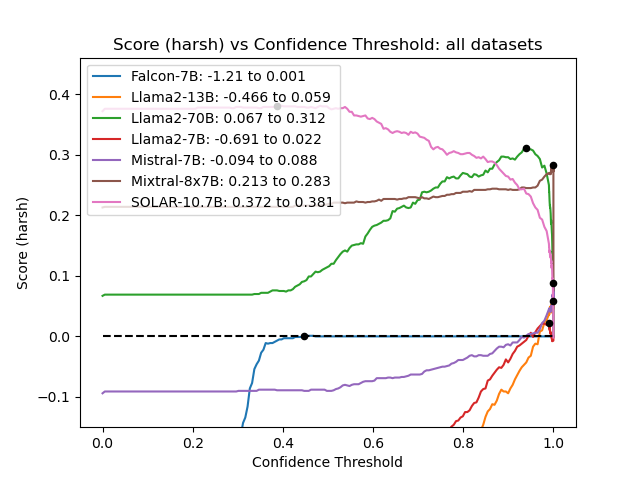 Score (harsh) vs Confidence Threshold: all datasets
Falcon-7B: -1.21 to 0.001
Llama2-13B: -0.466 to 0.059
Llama2-70B: 0.067 to 0.312
Llama2-7B: -0.691 to 0.022
Mistral-7B: -0.094 to 0.088
Mixtral-8x7B: 0.213 to 0.283
SOLAR-10.7B: 0.372 to 0.381
Score (harsh)
0.4
0.3
0.2
0.1
0.0
−0.1
0.0 0.2 0.4 0.6 0.8 1.0
Confidence Threshold